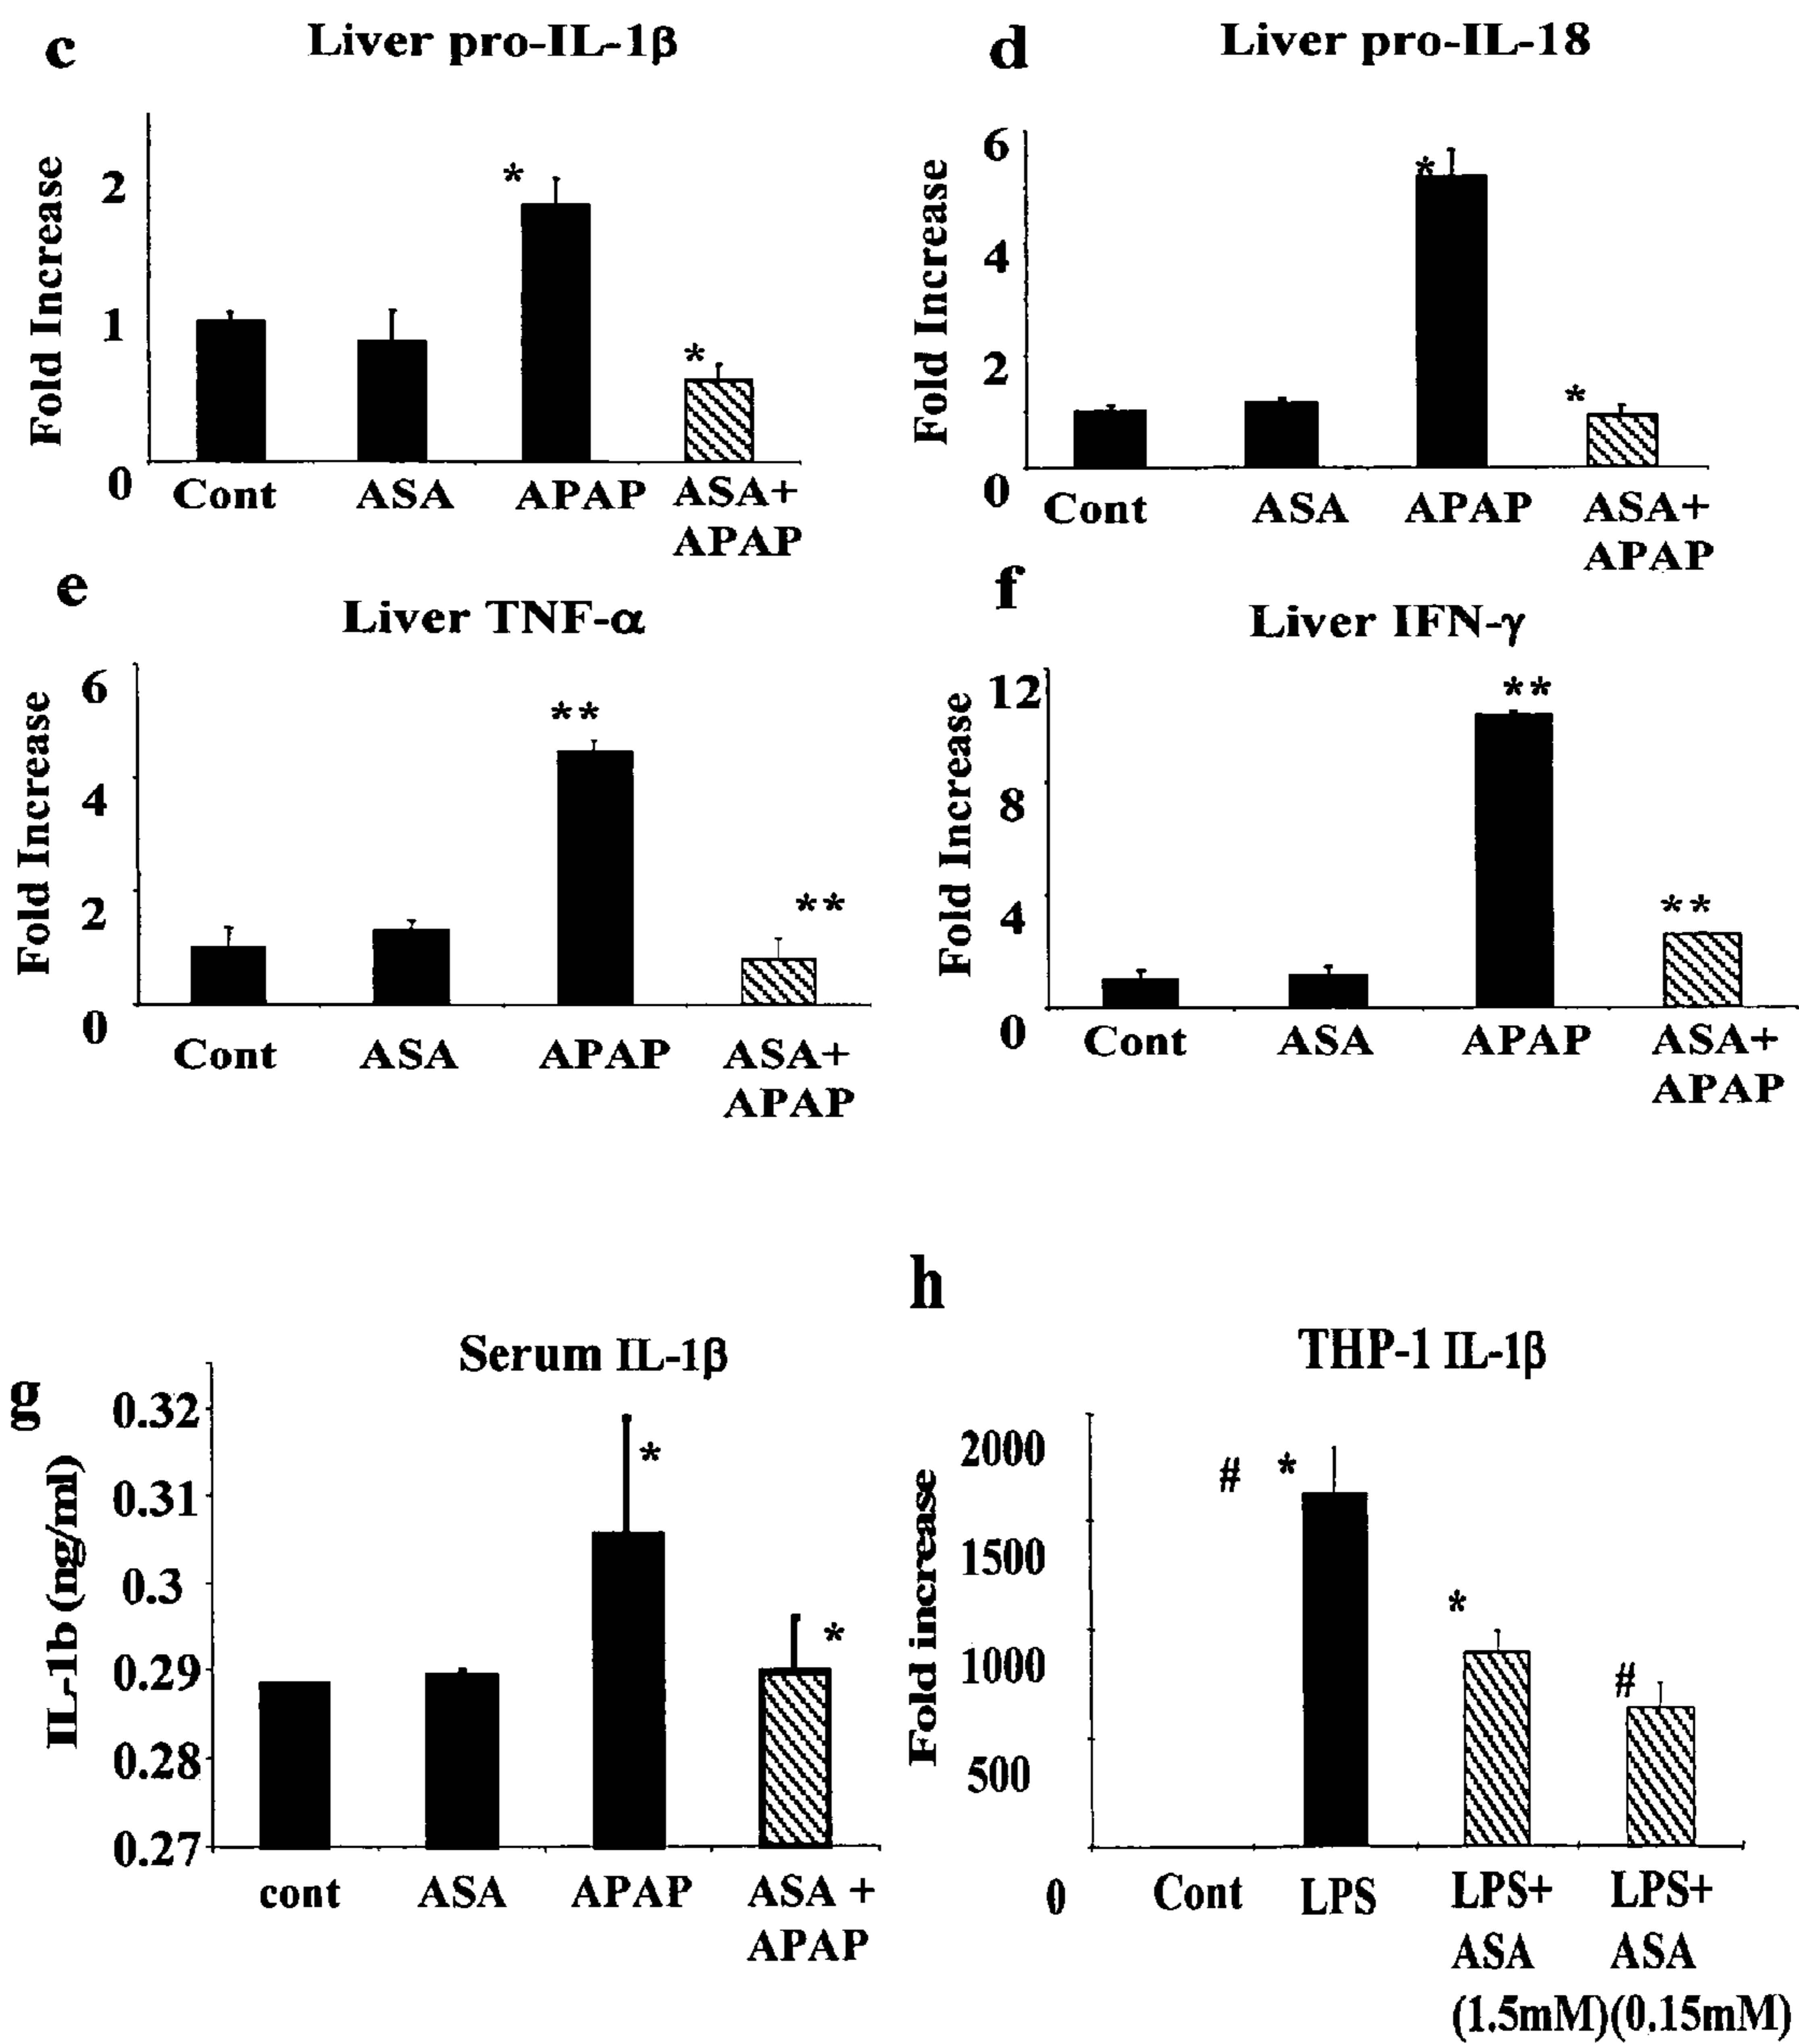 c
Liver pro-IL-1β
Fold Increase
2
1
0
*
*
Cont
ASA
APAP
ASA+
APAP
d
Liver pro-IL-18
Fold Increase
6
4
2
0
*
*
Cont
ASA
APAP
ASA+
APAP
e
Liver TNF-α
Fold Increase
6
4
2
0
**
**
Cont
ASA
APAP
ASA+
APAP
f
Liver IFN-γ
Fold Increase
12
8
4
0
**
**
Cont
ASA
APAP
ASA+
APAP
g
Serum IL-1β
IL-1b (ng/ml)
0.32
0.31
0.3
0.29
0.28
0.27
*
*
cont
ASA
APAP
ASA +
APAP
h
THP-1 IL-1β
Fold increase
2000
1500
1000
500
0
# *
*
#
Cont
LPS
LPS+
ASA
(1.5mM)
LPS+
ASA
(0.15mM)